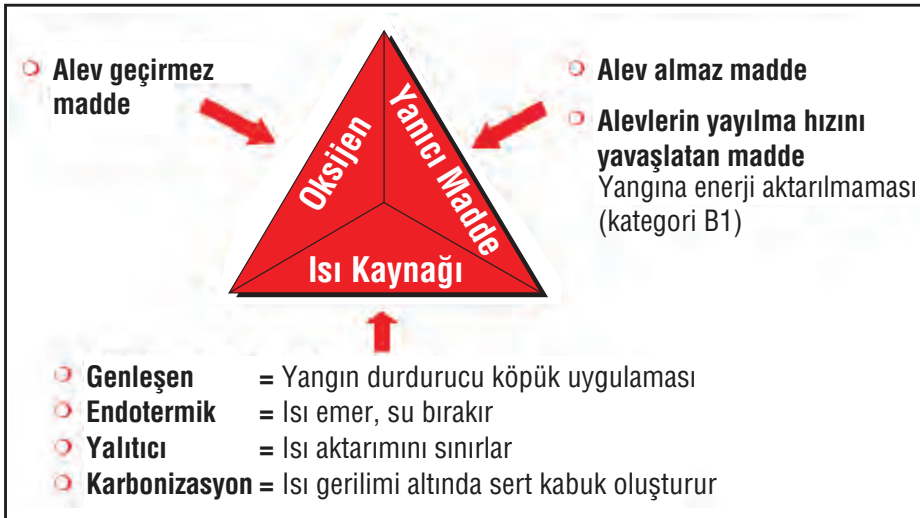 Alev geçirmez
madde
Oksijen
Yanıcı Madde
Isı Kaynağı
Alev almaz madde
Alevlerin yayılma hızını
yavaşlatan madde
Yangına enerji aktarılmaması
(kategori B1)
Genleşen = Yangın durdurucu köpük uygulaması
Endotermik = Isı emer, su bırakır
Yalıtıcı = Isı aktarımını sınırlar
Karbonizasyon = Isı gerilimi altında sert kabuk oluşturur